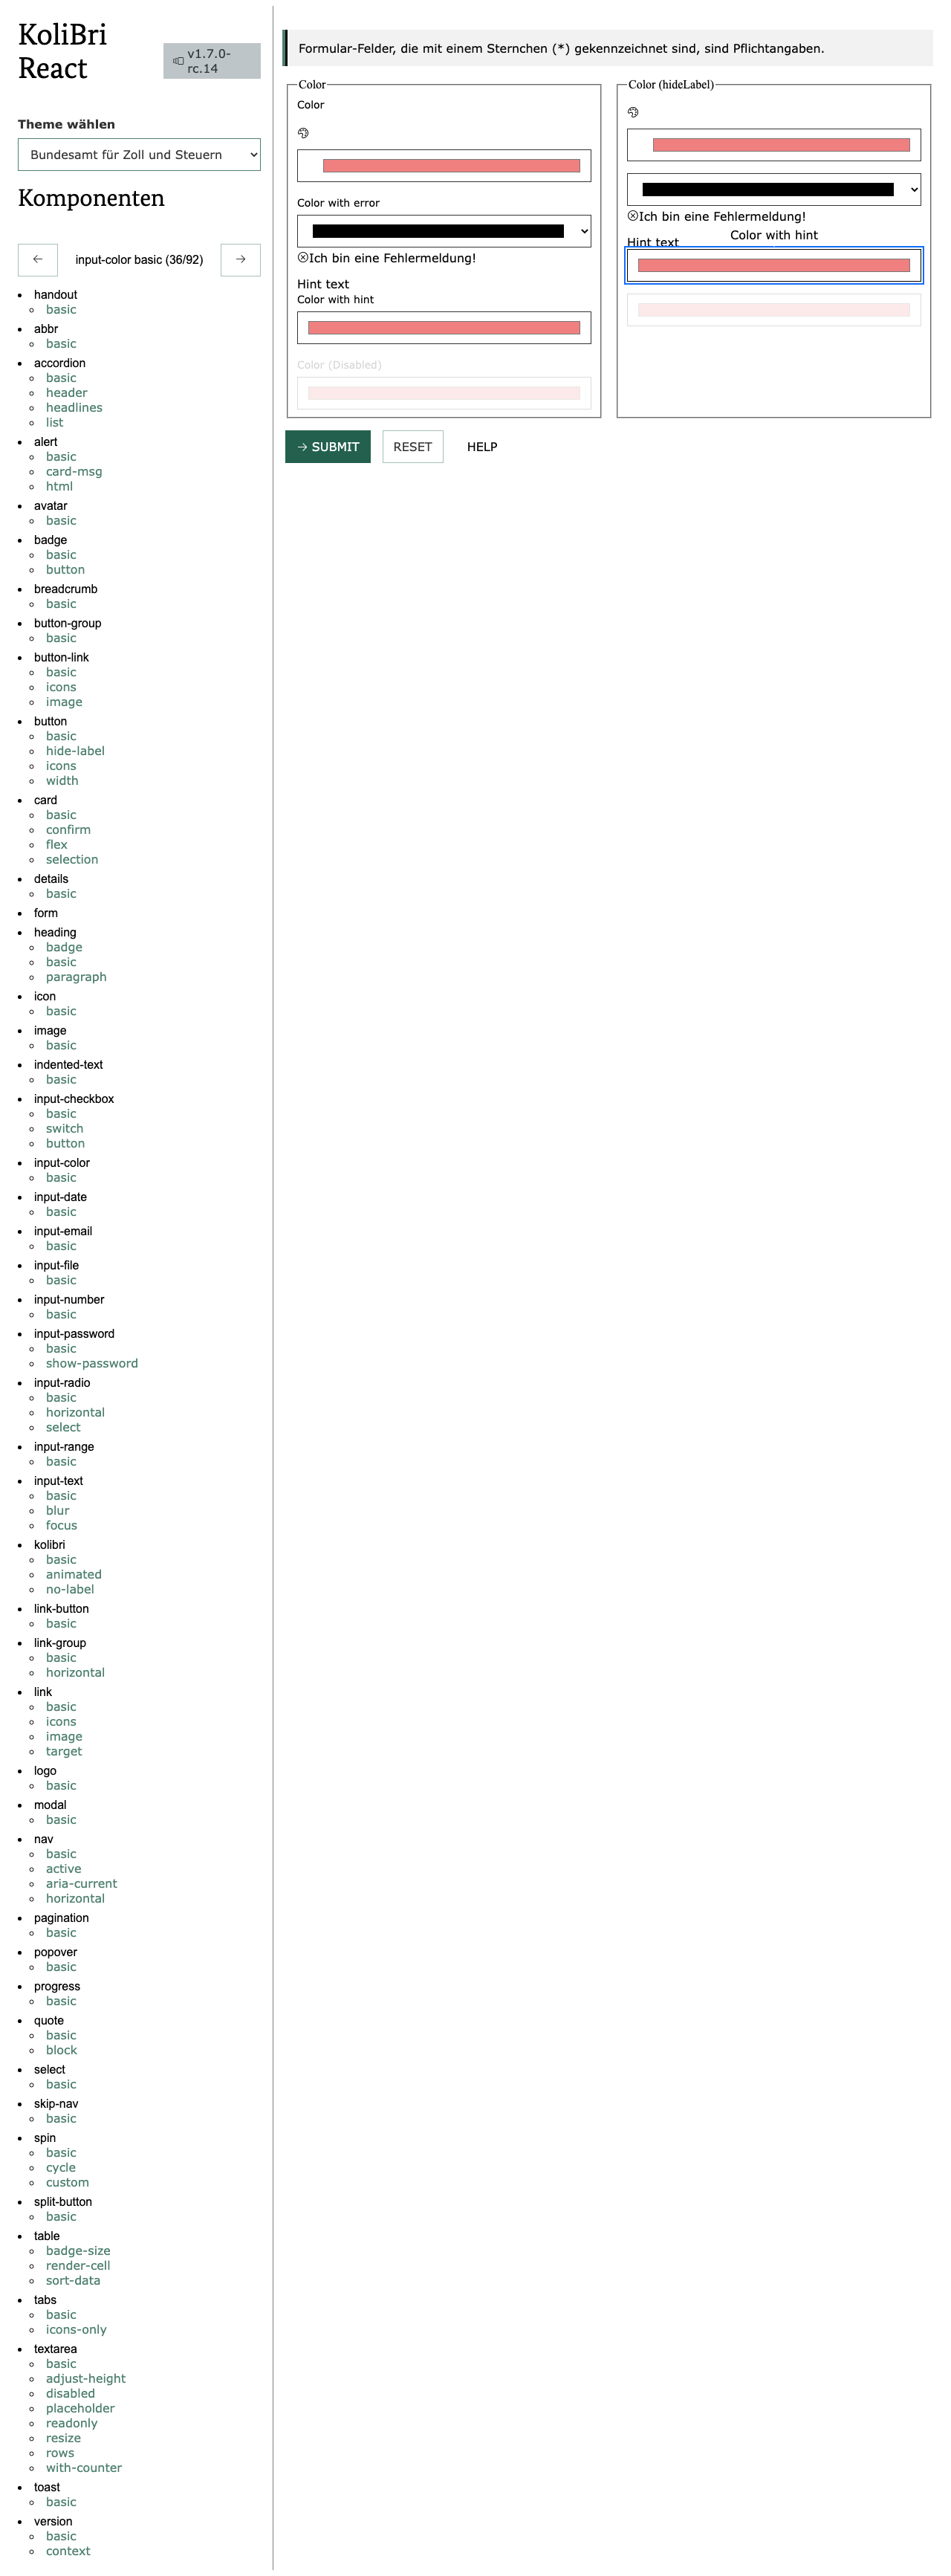 KoliBri
React
v1.7.0-
rc.14
Theme wählen
Bundesamt für Zoll und Steuern
Komponenten
input-color basic (36/92)
handout
basic
abbr
basic
accordion
basic
header
headlines
list
alert
basic
card-msg
html
avatar
basic
badge
basic
button
breadcrumb
basic
button-group
basic
button-link
basic
icons
image
button
basic
hide-label
icons
width
card
basic
confirm
flex
selection
details
basic
form
heading
badge
basic
paragraph
icon
basic
image
basic
indented-text
basic
input-checkbox
basic
switch
button
input-color
basic
input-date
basic
input-email
basic
input-file
basic
input-number
basic
input-password
basic
show-password
input-radio
basic
horizontal
select
input-range
basic
input-text
basic
blur
focus
kolibri
basic
animated
no-label
link-button
basic
link-group
basic
horizontal
link
basic
icons
image
target
logo
basic
modal
basic
nav
basic
active
aria-current
horizontal
pagination
basic
popover
basic
progress
basic
quote
basic
block
select
basic
skip-nav
basic
spin
basic
cycle
custom
split-button
basic
table
badge-size
render-cell
sort-data
tabs
basic
icons-only
textarea
basic
adjust-height
disabled
placeholder
readonly
resize
rows
with-counter
toast
basic
version
basic
context
Formular-Felder, die mit einem Sternchen (*) gekennzeichnet sind, sind Pflichtangaben.
Color
Color
Color with error
Ich bin eine Fehlermeldung!
Hint text
Color with hint
Color (Disabled)
Color (hideLabel)
Ich bin eine Fehlermeldung!
Color with hint
Hint text
SUBMIT
RESET
HELP